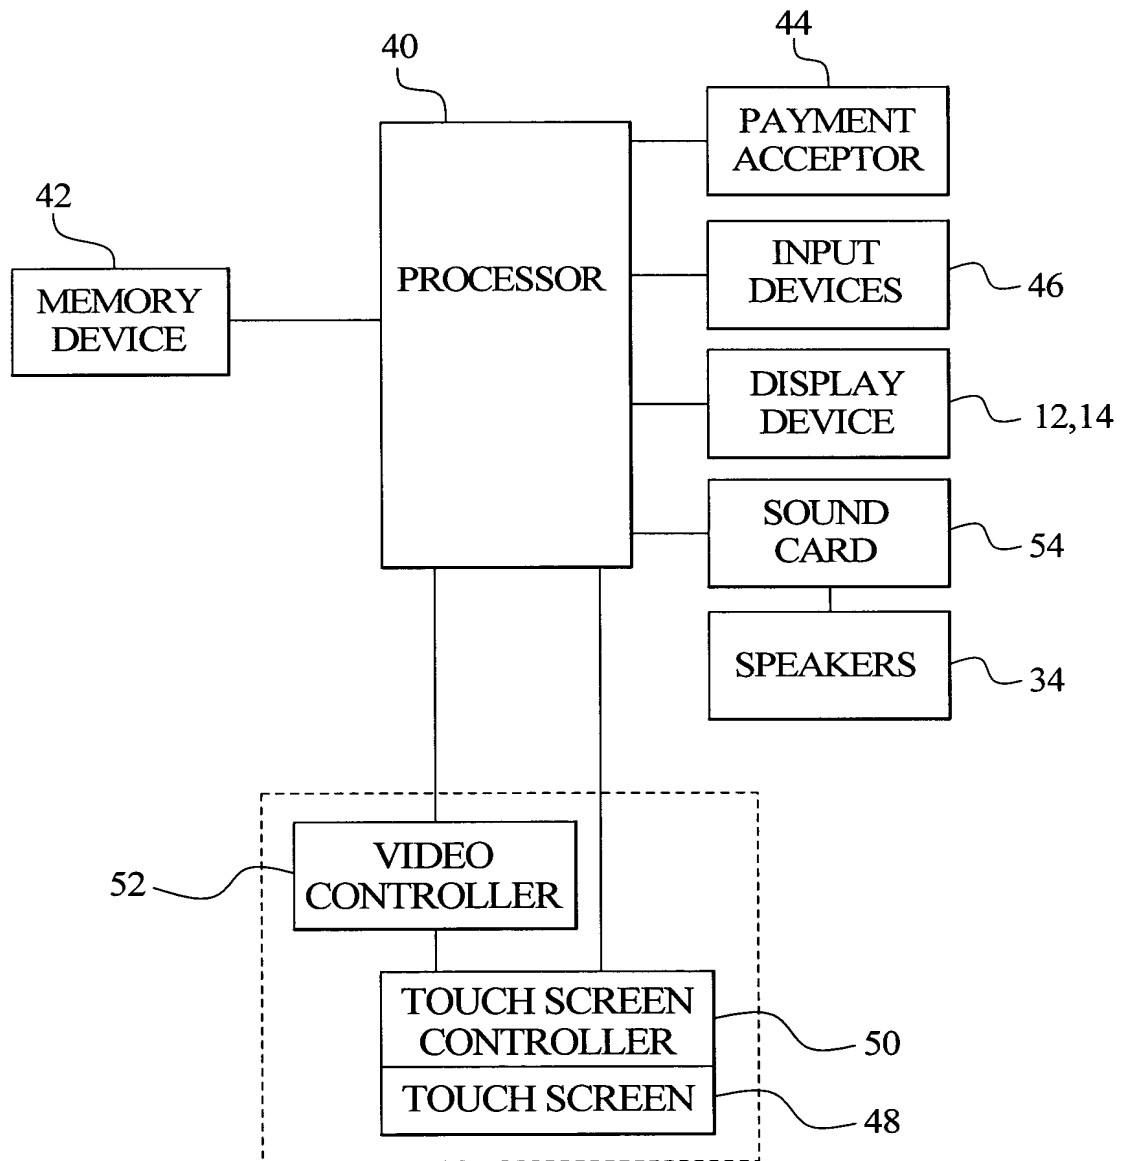 44
40
PAYMENT
ACCEPTOR
42
MEMORY
DEVICE
PROCESSOR
INPUT
DEVICES
46
DISPLAY
DEVICE
12,14
SOUND
CARD
54
SPEAKERS
34
VIDEO
CONTROLLER
52
TOUCH SCREEN
CONTROLLER
50
TOUCH SCREEN
48